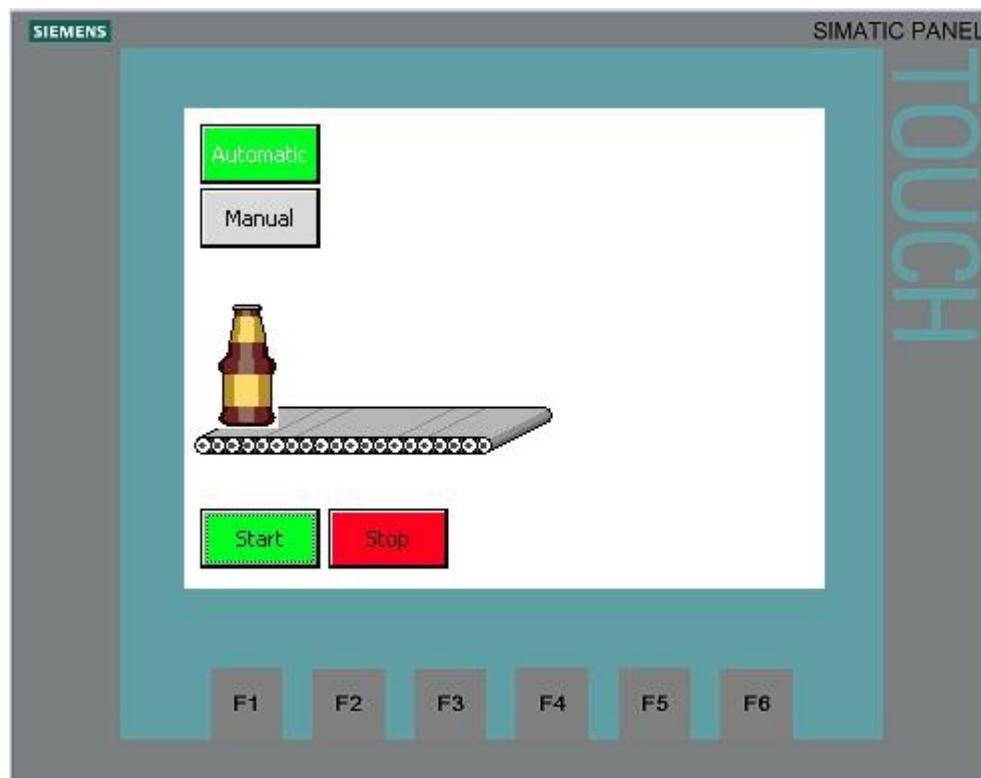 SIEMENS
SIMATIC PANEL
TOUCH
Automatic
Manual
Start
Stop
F1
F2
F3
F4
F5
F6